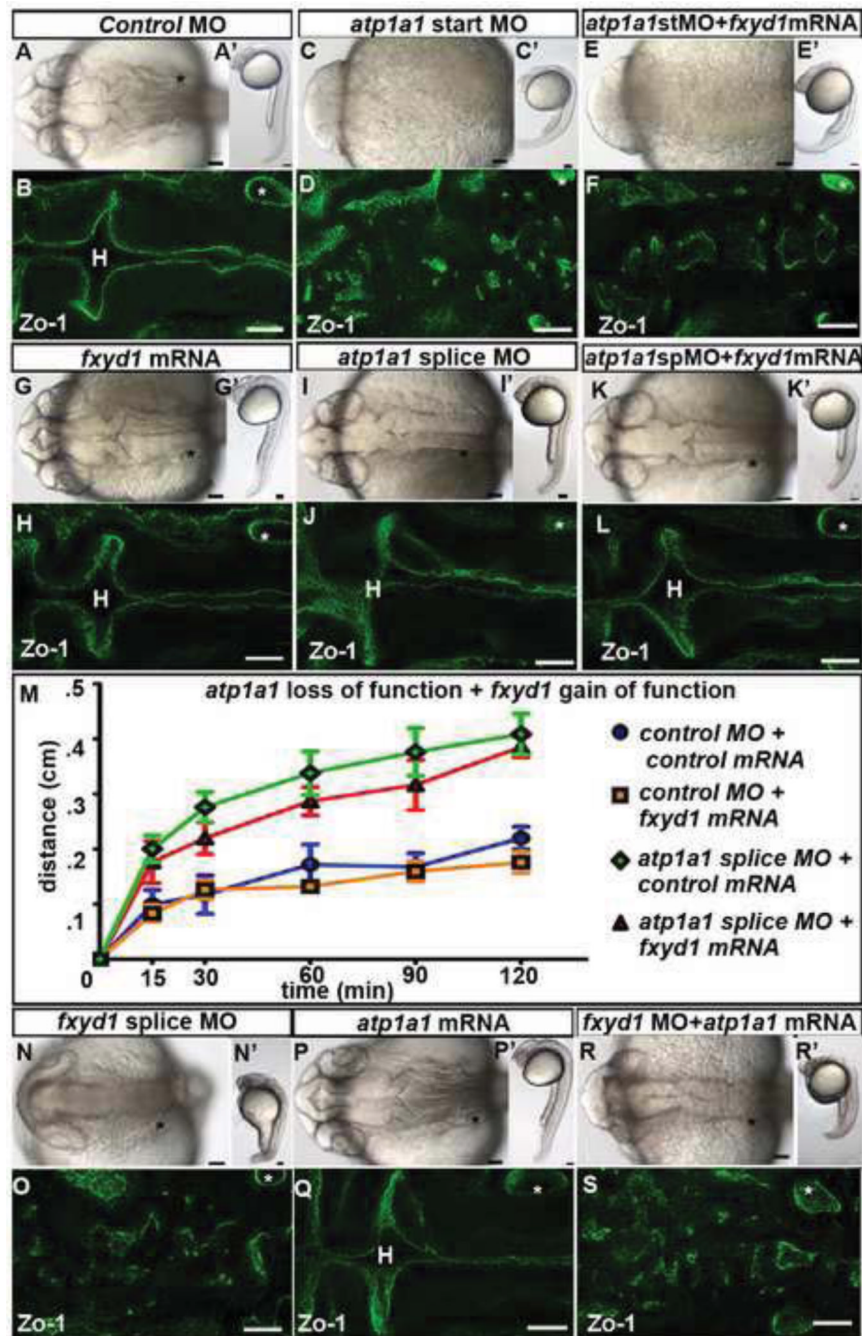 Control MO
atp1a1 start MO
atp1a1stMO+fxyd1mRNA
A
A'
C
C'
E
E'
*
B
D
F
H
*
*
*
Zo-1
Zo-1
Zo-1
fxyd1 mRNA
atp1a1 splice MO
atp1a1spMO+fxyd1mRNA
G
G'
I
I'
K
K'
*
*
*
H
J
L
H
H
H
*
*
*
Zo-1
Zo-1
Zo-1
M
atp1a1 loss of function + fxyd1 gain of function
.5
.4
.3
.2
.1
0
15
30
60
90
120
distance (cm)
time (min)
control MO +
control mRNA
control MO +
fxyd1 mRNA
atp1a1 splice MO +
control mRNA
atp1a1 splice MO +
fxyd1 mRNA
fxyd1 splice MO
atp1a1 mRNA
fxyd1 MO+atp1a1 mRNA
N
N'
P
P'
R
R'
*
*
*
O
Q
S
H
*
*
*
Zo-1
Zo-1
Zo-1